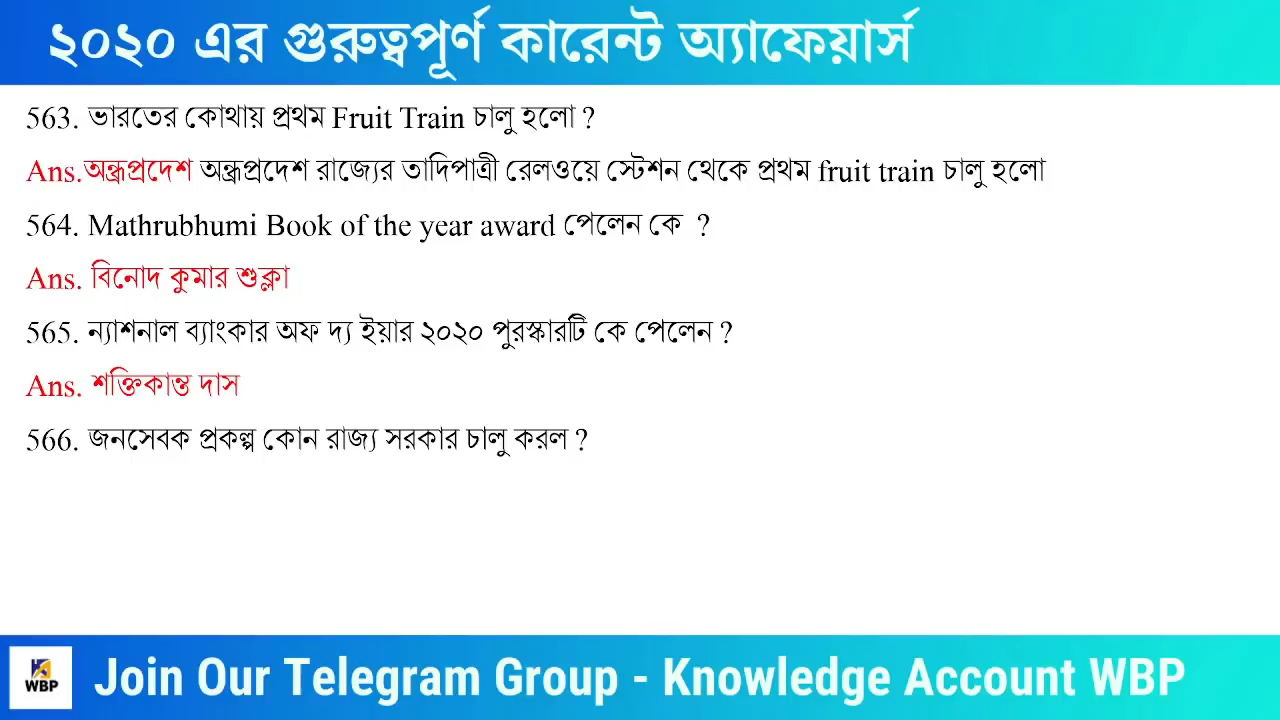 ২০২০ এর গুরুত্বপূর্ণ কারেন্ট অ্যাফেয়ার্স
563. ভারতের কোথায় প্রথম Fruit Train চালু হলো ?
Ans.অন্ধ্রপ্রদেশ অন্ধ্রপ্রদেশ রাজ্যের তাদিপাত্রী রেলওয়ে স্টেশন থেকে প্রথম fruit train চালু হলো
564. Mathrubhumi Book of the year award পেলেন কে ?
Ans. বিনোদ কুমার শুক্লা
565. ন্যাশনাল ব্যাংকার অফ দ্য ইয়ার ২০২০ পুরস্কারটি কে পেলেন ?
Ans. শক্তিকান্ত দাস
566. জনসেবক প্রকল্প কোন রাজ্য সরকার চালু করল ?
WBP
Join Our Telegram Group - Knowledge Account WBP